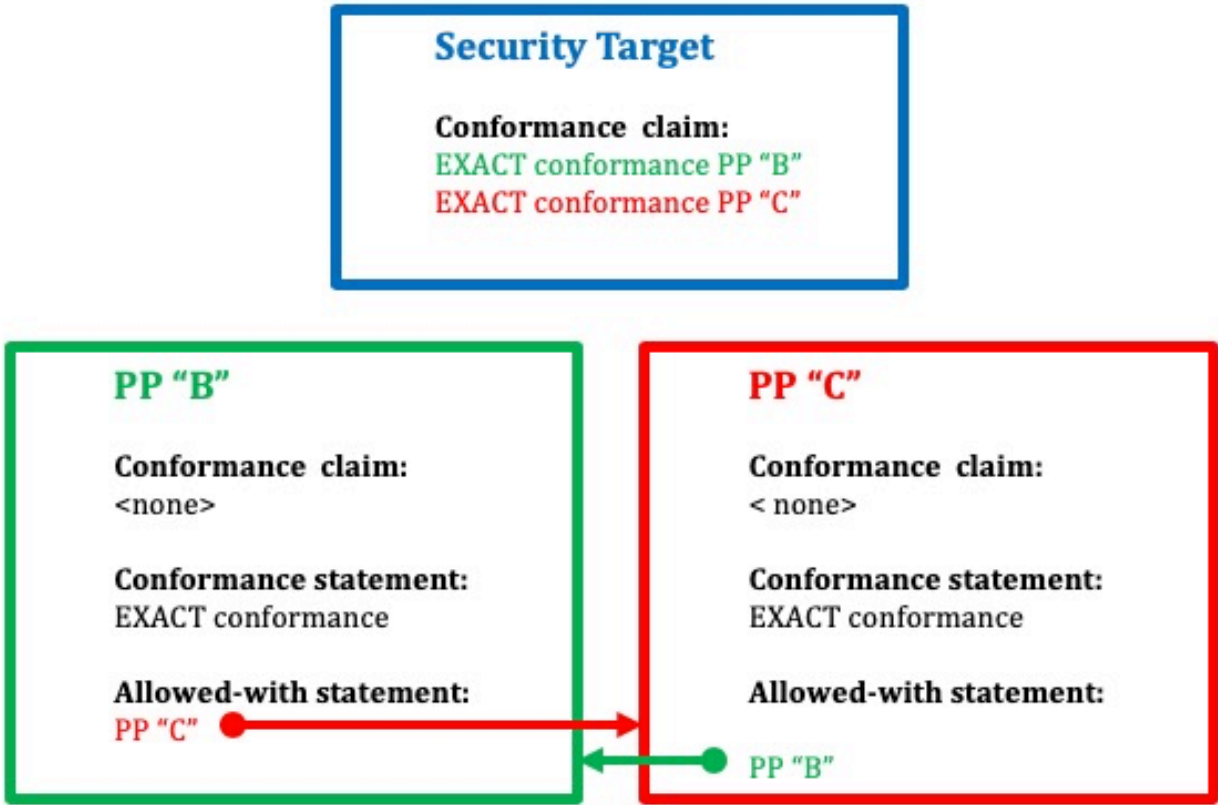 Security Target
Conformance claim:
EXACT conformance PP “B”
EXACT conformance PP “C”
PP “B”
Conformance claim:
<none>
Conformance statement:
EXACT conformance
Allowed-with statement:
PP “C”
PP “C”
Conformance claim:
< none>
Conformance statement:
EXACT conformance
Allowed-with statement:
PP “B”